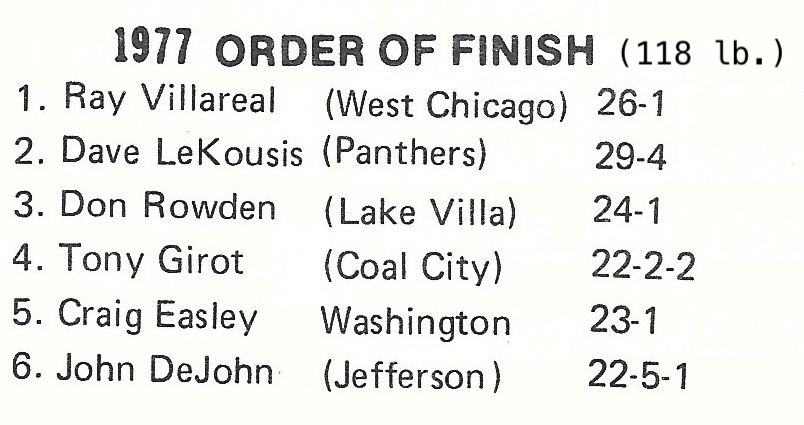 1977 ORDER OF FINISH (118 lb.)
1. Ray Villareal (West Chicago) 26-1
2. Dave LeKousis (Panthers) 29-4
3. Don Rowden (Lake Villa) 24-1
4. Tony Girot (Coal City) 22-2-2
5. Craig Easley Washington 23-1
6. John DeJohn (Jefferson) 22-5-1